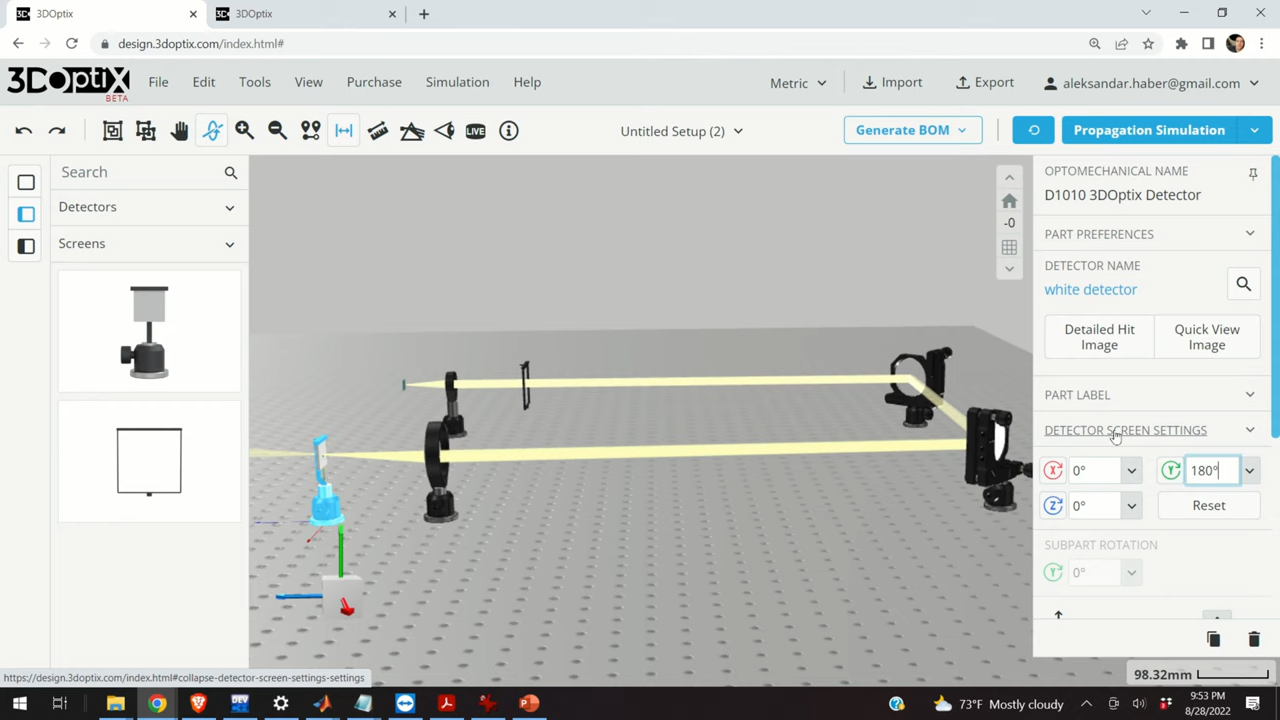 3DOptix
3DOptix
design.3doptix.com/index.html#
3DOptiX
BETA
File Edit Tools View Purchase Simulation Help
Metric Import Export aleksandar.haber@gmail.com
LIVE
Untitled Setup (2)
Generate BOM
Propagation Simulation
Search
Detectors
Screens
-0
OPTOMECHANICAL NAME
D1010 3DOptix Detector
PART PREFERENCES
DETECTOR NAME
white detector
Detailed Hit
Image
Quick View
Image
PART LABEL
DETECTOR SCREEN SETTINGS
X 0° Y 180°
Z 0° Reset
SUBPART ROTATION
Y 0°
https://design.3doptix.com/index.html#collapse-detector-screen-settings-settings
98.32mm
DEV
73°F Mostly cloudy
9:53 PM
8/28/2022